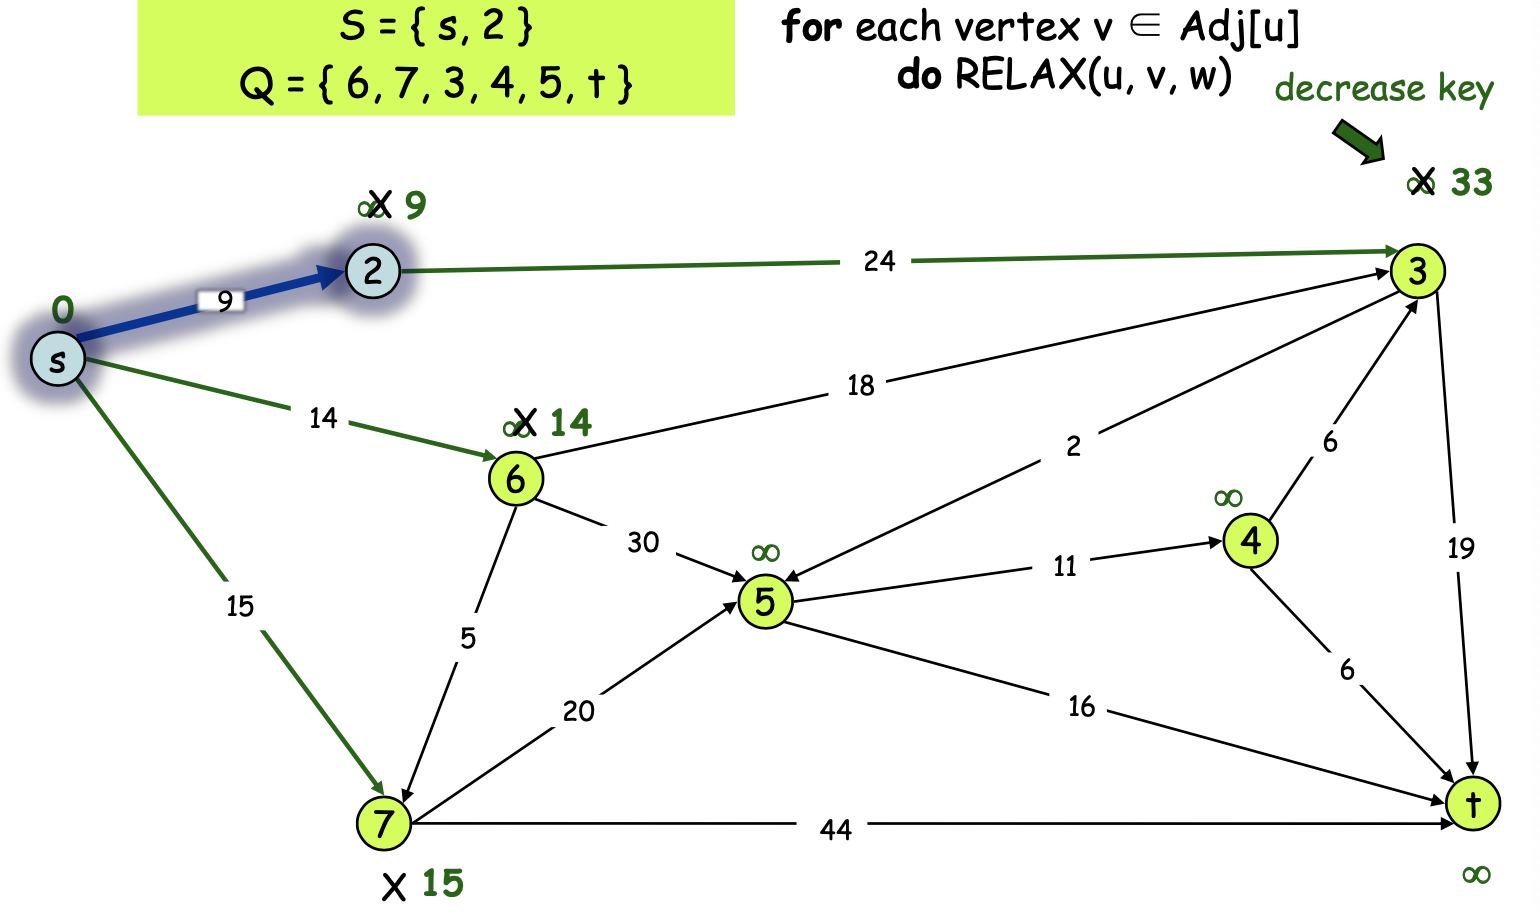 S = { s, 2 }
Q = { 6, 7, 3, 4, 5, t }
for each vertex v ∈ Adj[u]
do RELAX(u, v, w)
decrease key
∞ X 33
∞ X 9
2
24
3
9
0
s
18
14
∞ X 14
6
2
6
∞
4
30
∞
19
11
5
15
5
6
20
16
t
7
44
X 15
∞